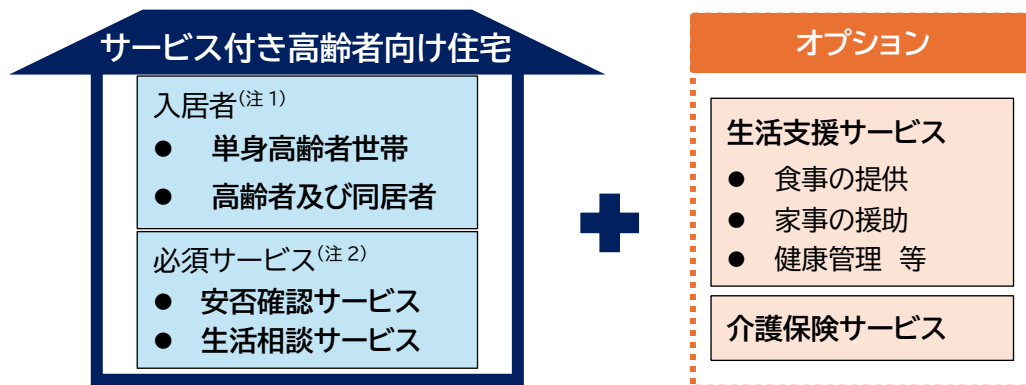 サービス付き高齢者向け住宅
入居者(注1)
● 単身高齢者世帯
● 高齢者及び同居者
必須サービス(注2)
● 安否確認サービス
● 生活相談サービス
オプション
生活支援サービス
● 食事の提供
● 家事の援助
● 健康管理 等
介護保険サービス